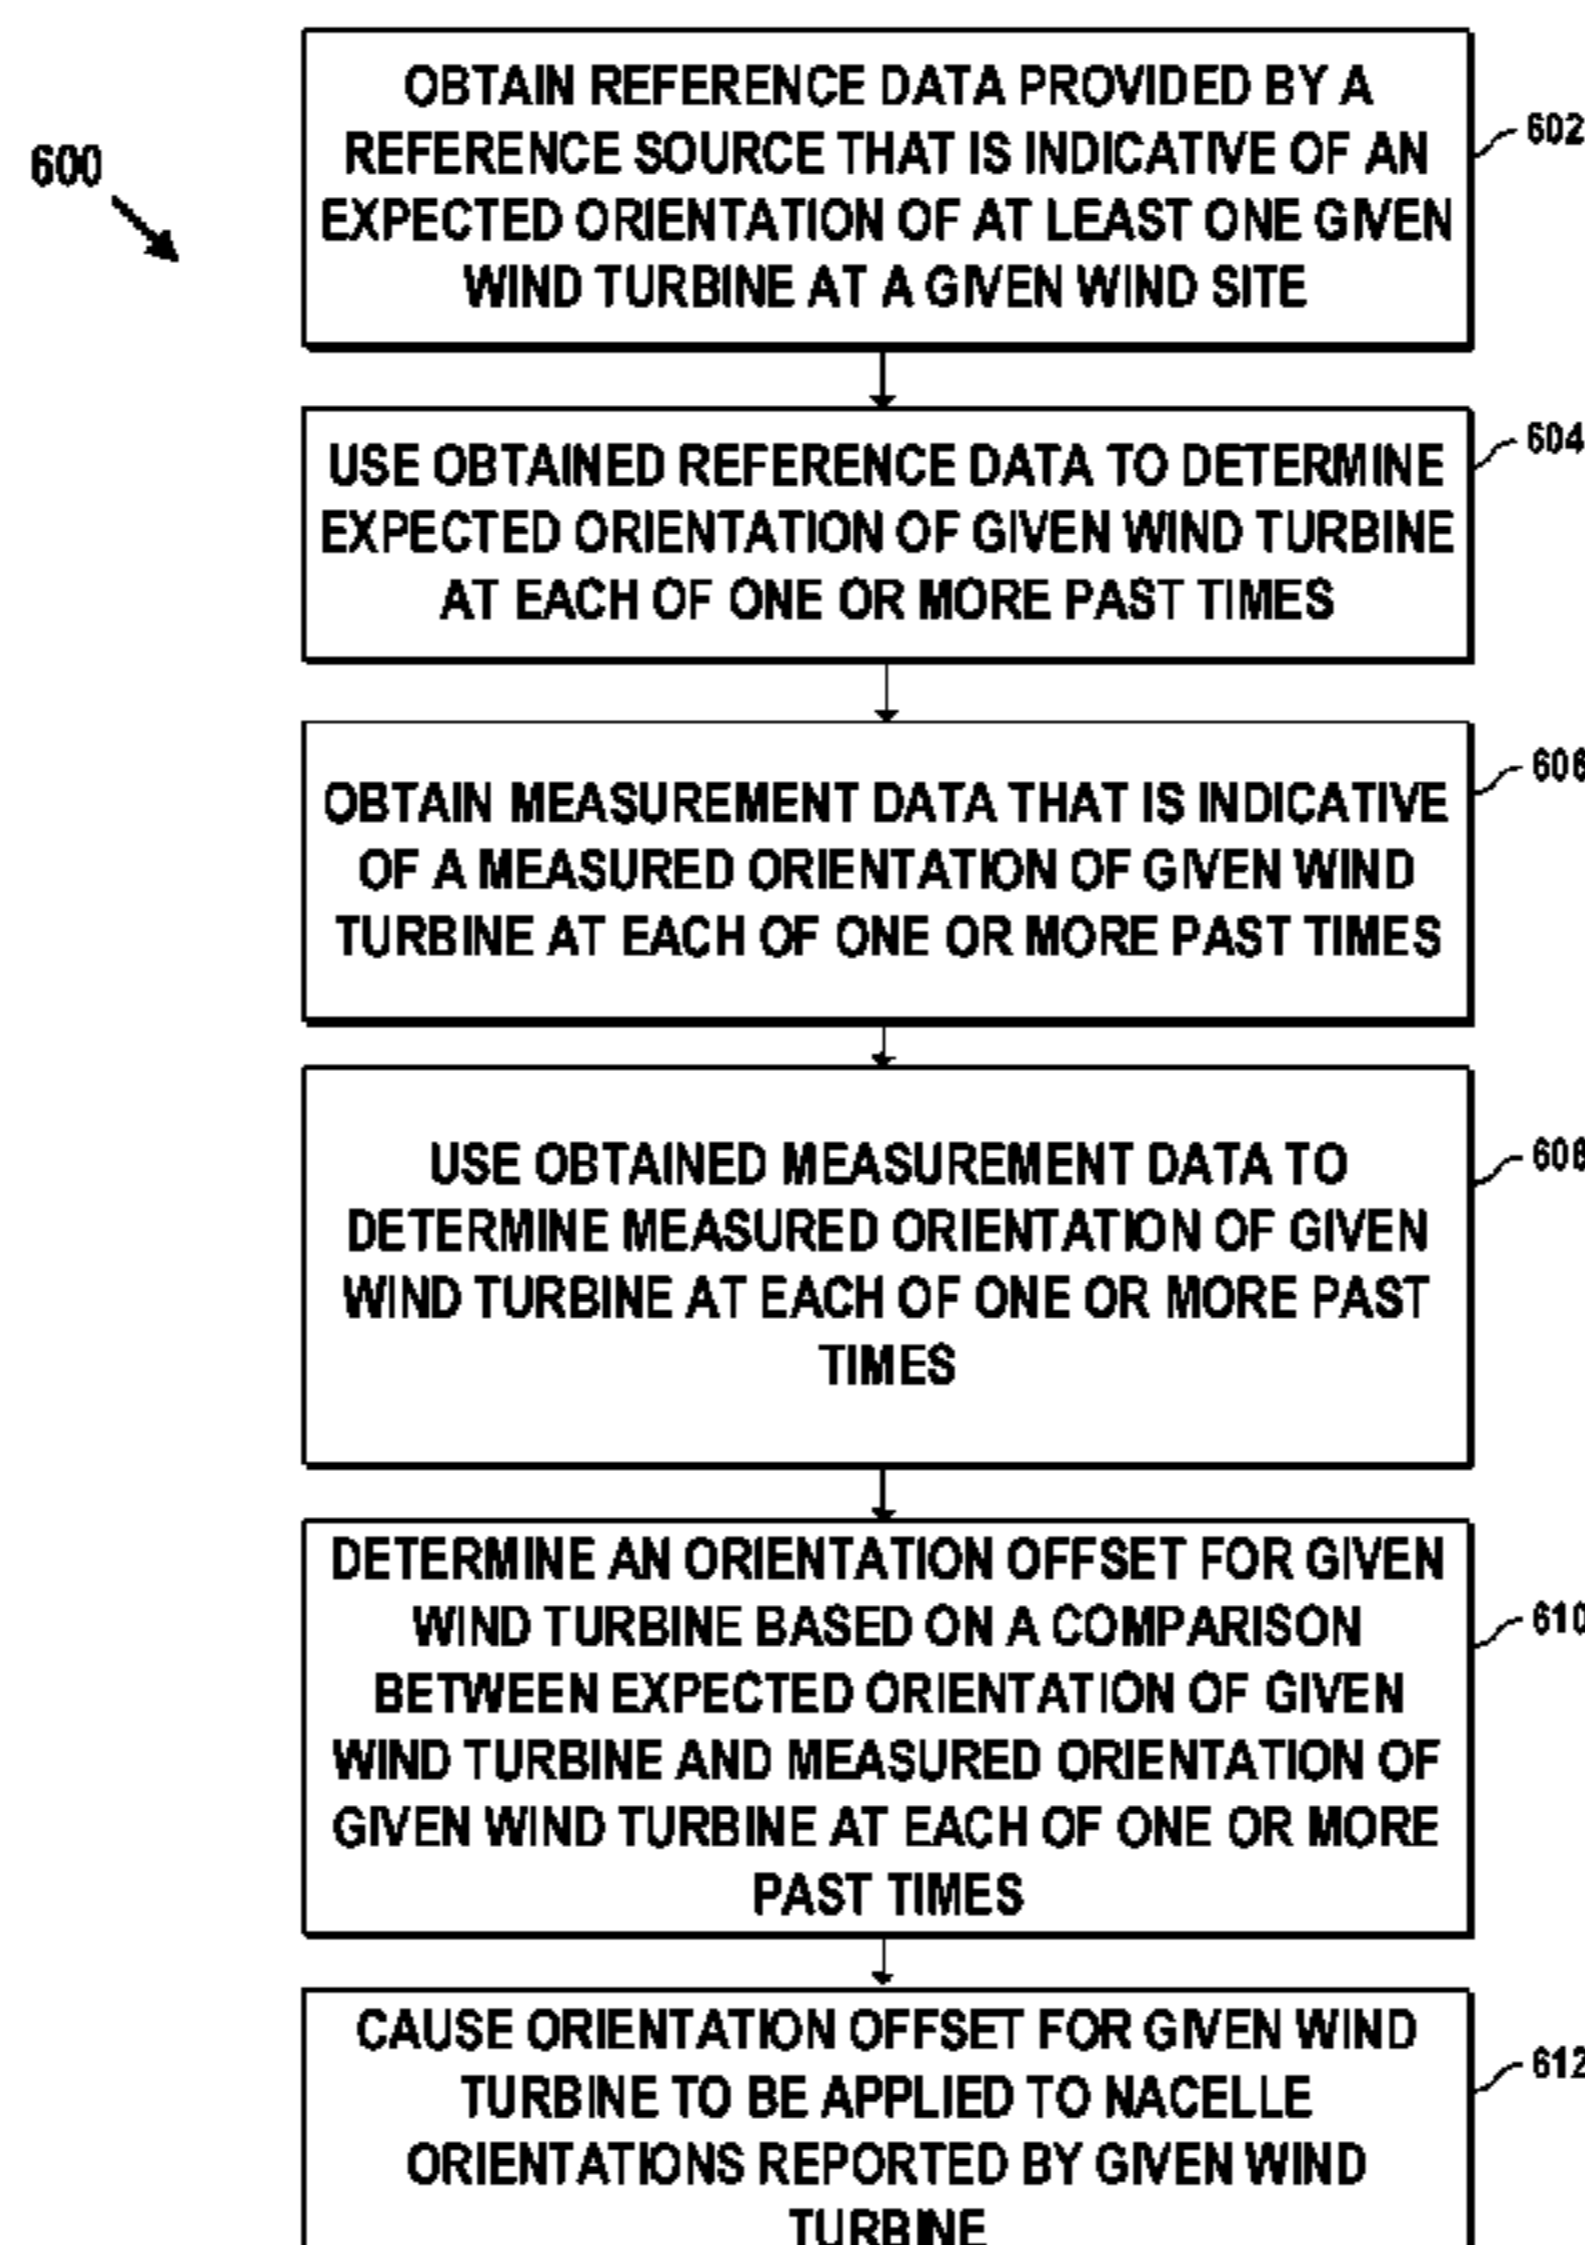 600
OBTAIN REFERENCE DATA PROVIDED BY A
REFERENCE SOURCE THAT IS INDICATIVE OF AN
EXPECTED ORIENTATION OF AT LEAST ONE GIVEN
WIND TURBINE AT A GIVEN WIND SITE
602
USE OBTAINED REFERENCE DATA TO DETERMINE
EXPECTED ORIENTATION OF GIVEN WIND TURBINE
AT EACH OF ONE OR MORE PAST TIMES
604
OBTAIN MEASUREMENT DATA THAT IS INDICATIVE
OF A MEASURED ORIENTATION OF GIVEN WIND
TURBINE AT EACH OF ONE OR MORE PAST TIMES
606
USE OBTAINED MEASUREMENT DATA TO
DETERMINE MEASURED ORIENTATION OF GIVEN
WIND TURBINE AT EACH OF ONE OR MORE PAST
TIMES
608
DETERMINE AN ORIENTATION OFFSET FOR GIVEN
WIND TURBINE BASED ON A COMPARISON
BETWEEN EXPECTED ORIENTATION OF GIVEN
WIND TURBINE AND MEASURED ORIENTATION OF
GIVEN WIND TURBINE AT EACH OF ONE OR MORE
PAST TIMES
610
CAUSE ORIENTATION OFFSET FOR GIVEN WIND
TURBINE TO BE APPLIED TO NACELLE
ORIENTATIONS REPORTED BY GIVEN WIND
TURBINE
612